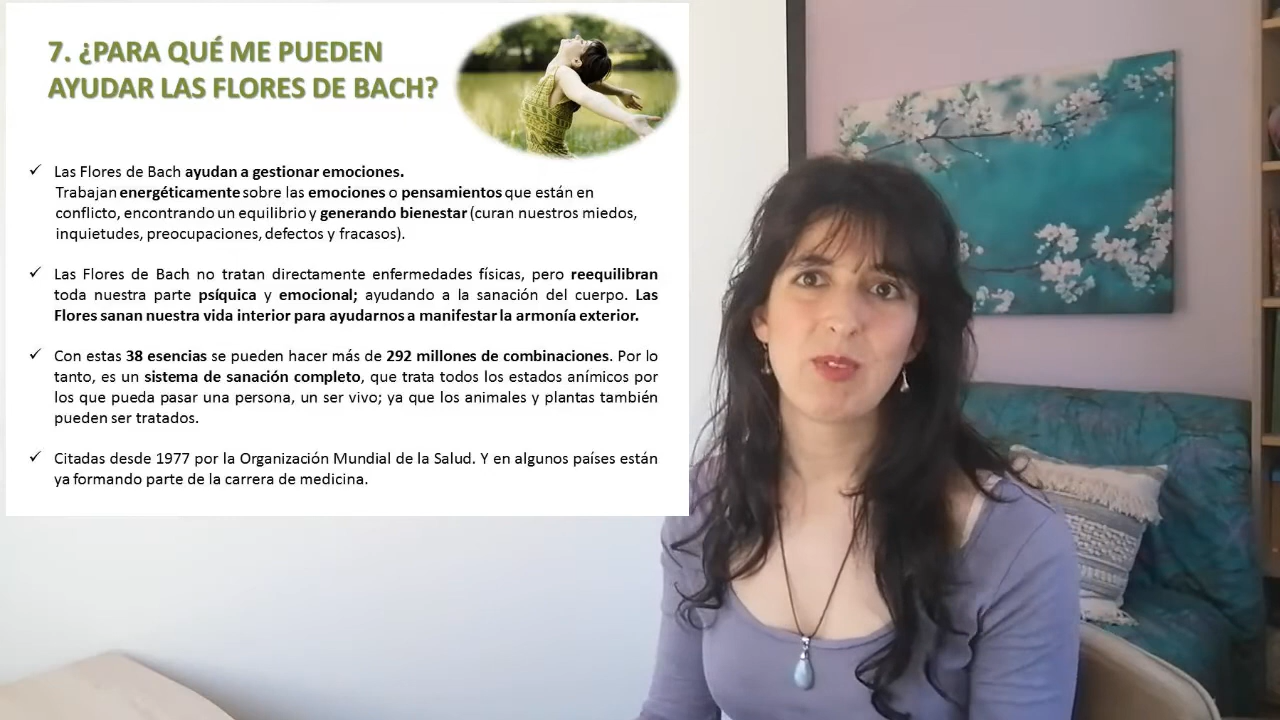 7. ¿PARA QUÉ ME PUEDEN
AYUDAR LAS FLORES DE BACH?
✓ Las Flores de Bach ayudan a gestionar emociones.
Trabajan energéticamente sobre las emociones o pensamientos que están en
conflicto, encontrando un equilibrio y generando bienestar (curan nuestros miedos,
inquietudes, preocupaciones, defectos y fracasos).
✓ Las Flores de Bach no tratan directamente enfermedades físicas, pero reequilibran
toda nuestra parte psíquica y emocional; ayudando a la sanación del cuerpo. Las
Flores sanan nuestra vida interior para ayudarnos a manifestar la armonía exterior.
✓ Con estas 38 esencias se pueden hacer más de 292 millones de combinaciones. Por lo
tanto, es un sistema de sanación completo, que trata todos los estados anímicos por
los que pueda pasar una persona, un ser vivo; ya que los animales y plantas también
pueden ser tratados.
✓ Citadas desde 1977 por la Organización Mundial de la Salud. Y en algunos países están
ya formando parte de la carrera de medicina.